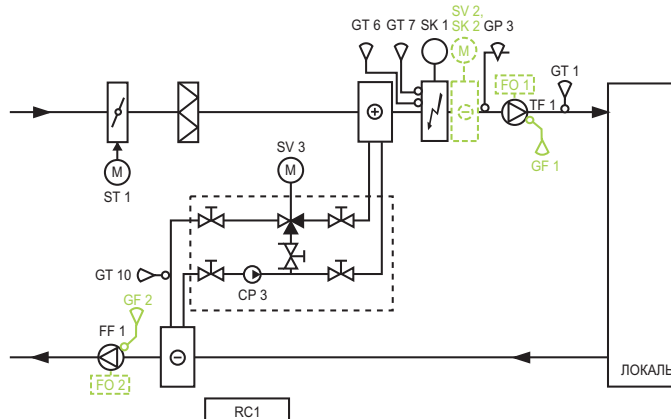 SV 2,
SK 2
GT 6
GT 7
SK 1
GP 3
M
GT 1
FO 1
TF 1
GF 1
M
ST 1
SV 3
M
GT 10
CP 3
GF 2
FF 1
FO 2
ЛОКАЛЬ
RC1